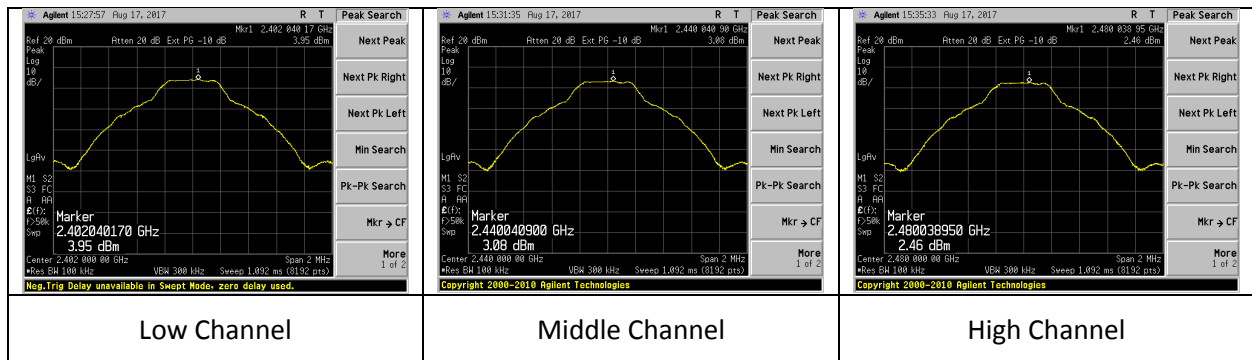 Agilent 15:27:57 Aug 17, 2017 R T Peak Search
Mkr1 2.402 040 17 GHz
Ref 20 dBm Atten 20 dB Ext PG -10 dB 3.95 dBm
Peak
Log
10
dB/
1
LgAv
M1 S2
S3 FC
A AA
£(f):
f>50k
Swp
Marker
2.402040170 GHz
3.95 dBm
Center 2.402 000 00 GHz Span 2 MHz
*Res BW 100 kHz VBW 300 kHz Sweep 1.092 ms (8192 pts)
Neg.Trig Delay unavailable in Swept Mode, zero delay used.
Next Peak
Next Pk Right
Next Pk Left
Min Search
Pk-Pk Search
Mkr → CF
More
1 of 2
Low Channel
Agilent 15:31:35 Aug 17, 2017 R T Peak Search
Mkr1 2.440 040 90 GHz
Ref 20 dBm Atten 20 dB Ext PG -10 dB 3.08 dBm
Peak
Log
10
dB/
1
LgAv
M1 S2
S3 FC
A AA
£(f):
f>50k
Swp
Marker
2.440040900 GHz
3.08 dBm
Center 2.440 000 00 GHz Span 2 MHz
*Res BW 100 kHz VBW 300 kHz Sweep 1.092 ms (8192 pts)
Copyright 2000-2010 Agilent Technologies
Next Peak
Next Pk Right
Next Pk Left
Min Search
Pk-Pk Search
Mkr → CF
More
1 of 2
Middle Channel
Agilent 15:35:33 Aug 17, 2017 R T Peak Search
Mkr1 2.480 038 95 GHz
Ref 20 dBm Atten 20 dB Ext PG -10 dB 2.46 dBm
Peak
Log
10
dB/
1
LgAv
M1 S2
S3 FC
A AA
£(f):
f>50k
Swp
Marker
2.480038950 GHz
2.46 dBm
Center 2.480 000 00 GHz Span 2 MHz
*Res BW 100 kHz VBW 300 kHz Sweep 1.092 ms (8192 pts)
Copyright 2000-2010 Agilent Technologies
Next Peak
Next Pk Right
Next Pk Left
Min Search
Pk-Pk Search
Mkr → CF
More
1 of 2
High Channel